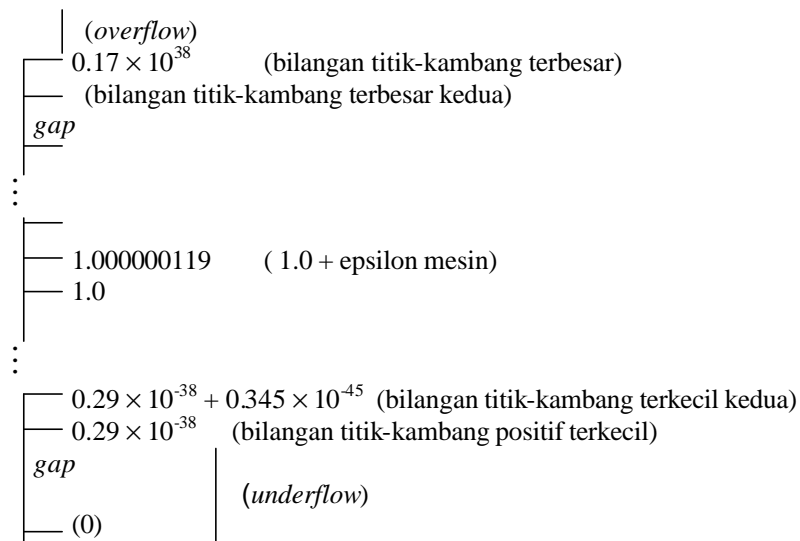 (overflow)
0.17 × 10³⁸ (bilangan titik-kambang terbesar)
(bilangan titik-kambang terbesar kedua)
gap
⋮
1.000000119 ( 1.0 + epsilon mesin)
1.0
⋮
0.29 × 10⁻³⁸ + 0.345 × 10⁻⁴⁵ (bilangan titik-kambang terkecil kedua)
0.29 × 10⁻³⁸ (bilangan titik-kambang positif terkecil)
gap
(underflow)
(0)